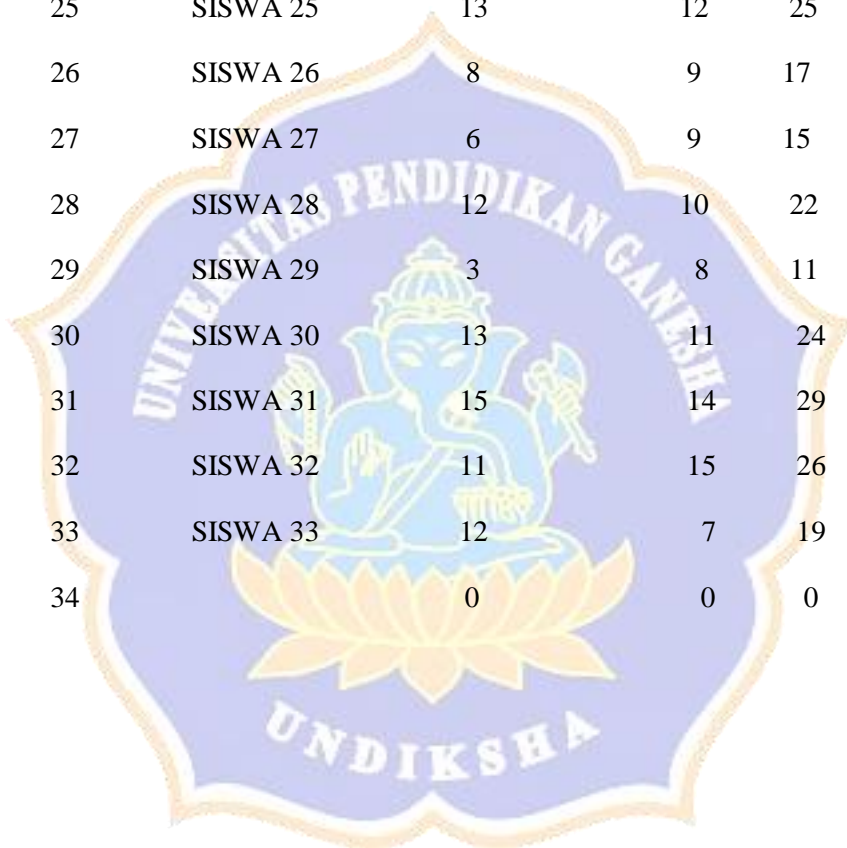 25 SISWA 25 13 12 25
26 SISWA 26 8 9 17
27 SISWA 27 6 9 15
28 SISWA 28 12 10 22
29 SISWA 29 3 8 11
30 SISWA 30 13 11 24
31 SISWA 31 15 14 29
32 SISWA 32 11 15 26
33 SISWA 33 12 7 19
34 0 0 0
UNIVERSITAS PENDIDIKAN GANESHA
UNDIKSHA